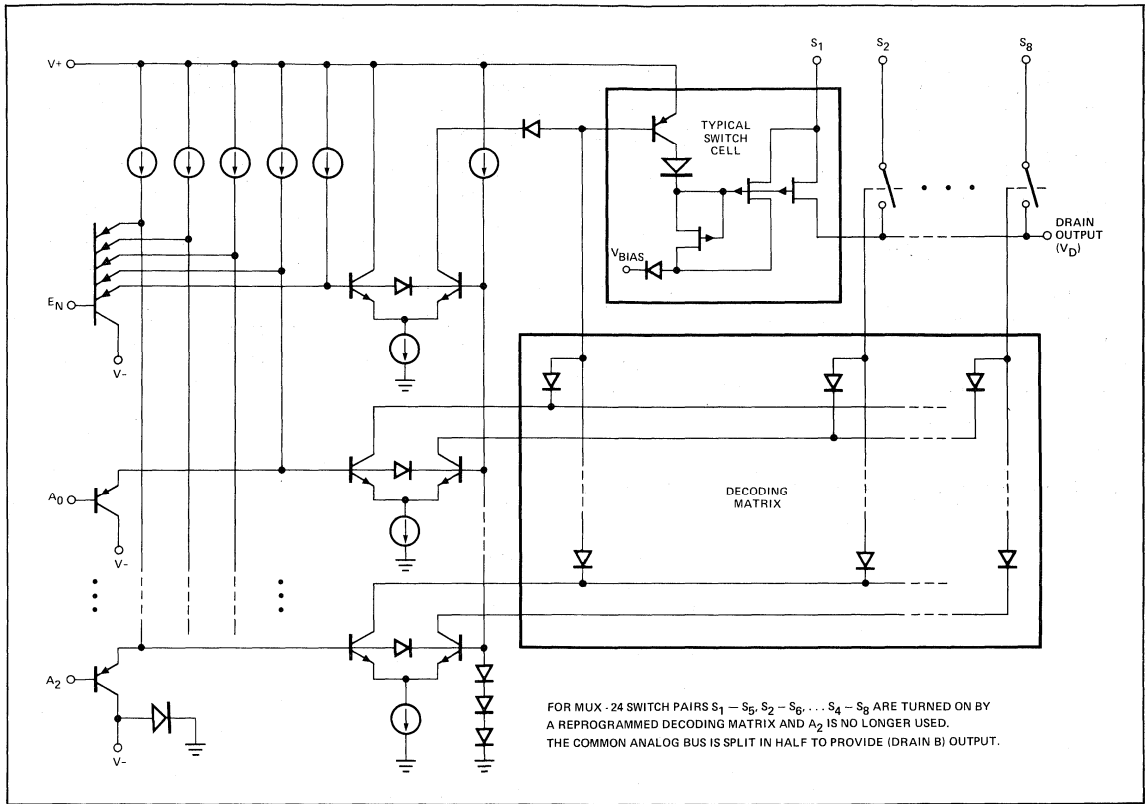 S1
S2
S8
V+
TYPICAL
SWITCH
CELL
DRAIN
OUTPUT
(VD)
VBIAS
EN
V-
A0
DECODING
MATRIX
V-
A2
V-
FOR MUX - 24 SWITCH PAIRS S1 – S5, S2 – S6, . . . S4 – S8 ARE TURNED ON BY
A REPROGRAMMED DECODING MATRIX AND A2 IS NO LONGER USED.
THE COMMON ANALOG BUS IS SPLIT IN HALF TO PROVIDE (DRAIN B) OUTPUT.